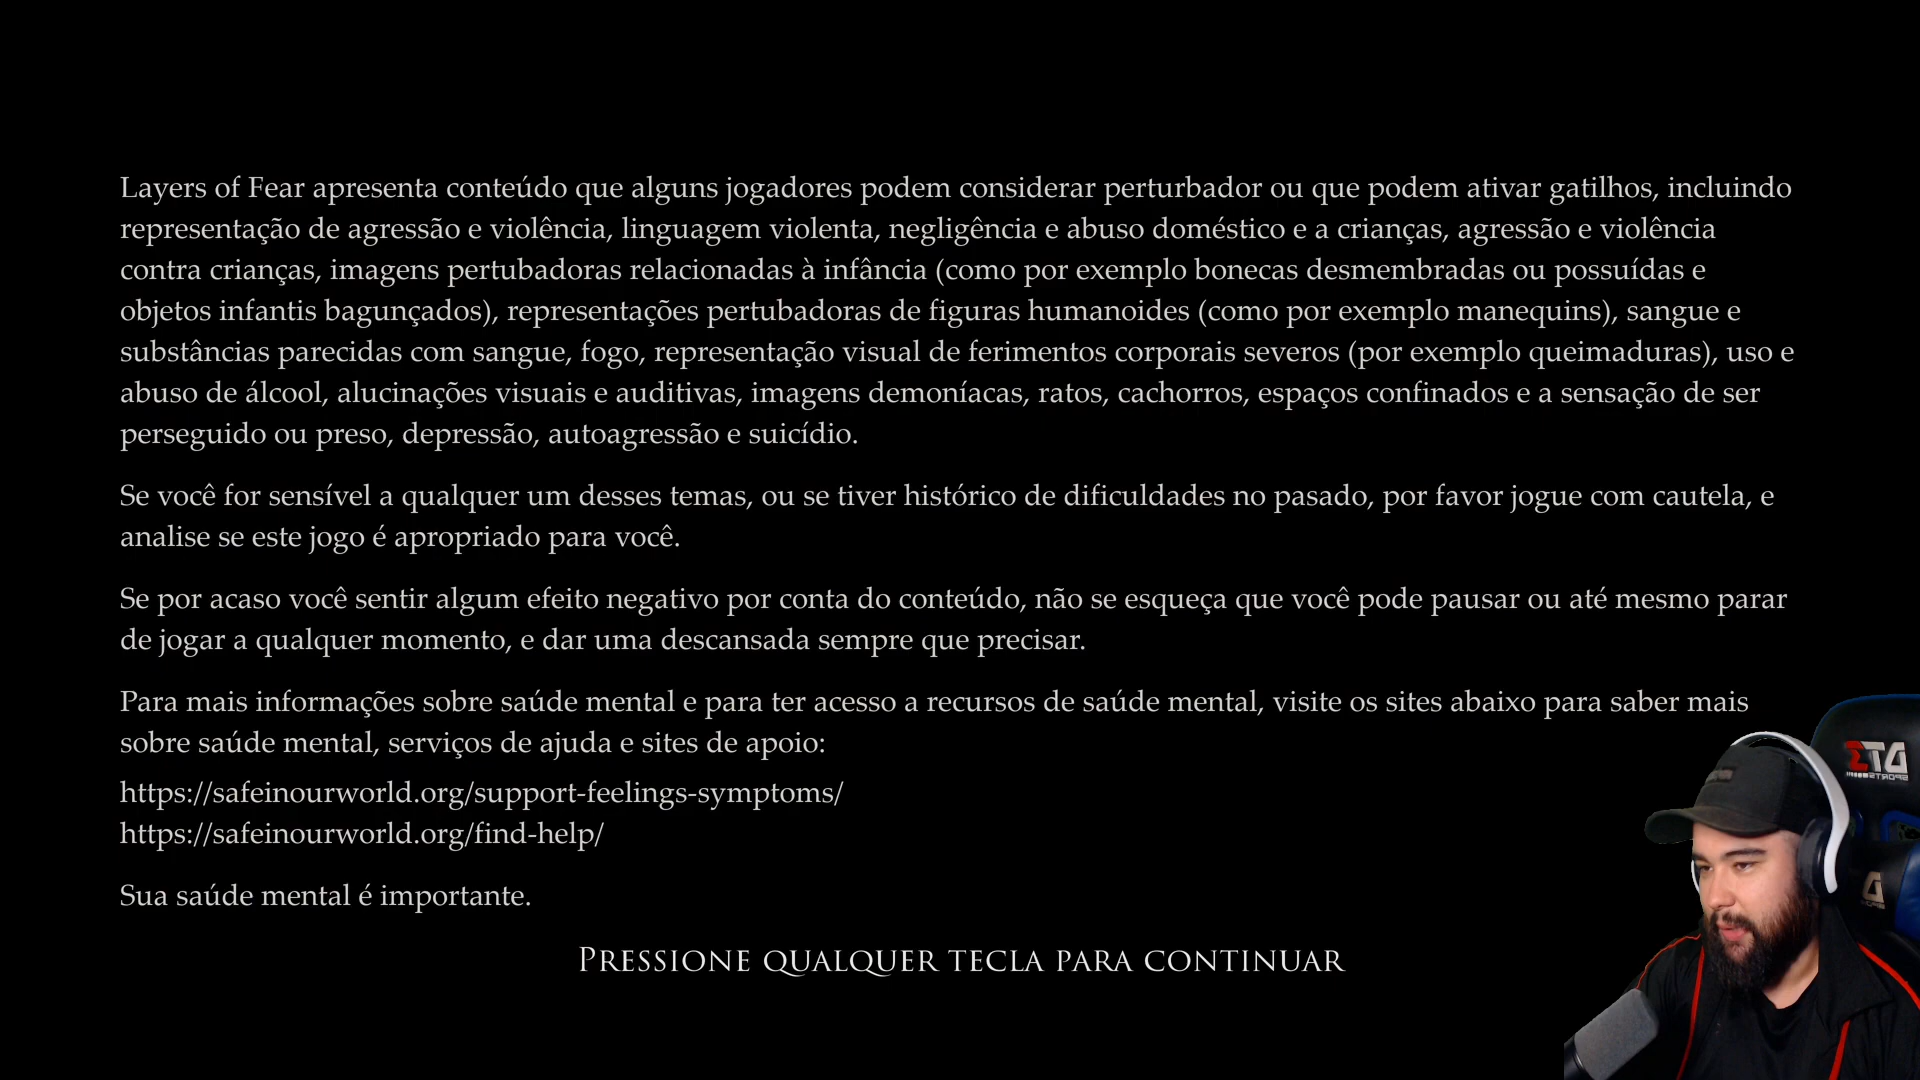 Layers of Fear apresenta conteúdo que alguns jogadores podem considerar perturbador ou que podem ativar gatilhos, incluindo
representação de agressão e violência, linguagem violenta, negligência e abuso doméstico e a crianças, agressão e violência
contra crianças, imagens pertubadoras relacionadas à infância (como por exemplo bonecas desmembradas ou possuídas e
objetos infantis bagunçados), representações pertubadoras de figuras humanoides (como por exemplo manequins), sangue e
substâncias parecidas com sangue, fogo, representação visual de ferimentos corporais severos (por exemplo queimaduras), uso e
abuso de álcool, alucinações visuais e auditivas, imagens demoníacas, ratos, cachorros, espaços confinados e a sensação de ser
perseguido ou preso, depressão, autoagressão e suicídio.
Se você for sensível a qualquer um desses temas, ou se tiver histórico de dificuldades no pasado, por favor jogue com cautela, e
analise se este jogo é apropriado para você.
Se por acaso você sentir algum efeito negativo por conta do conteúdo, não se esqueça que você pode pausar ou até mesmo parar
de jogar a qualquer momento, e dar uma descansada sempre que precisar.
Para mais informações sobre saúde mental e para ter acesso a recursos de saúde mental, visite os sites abaixo para saber mais
sobre saúde mental, serviços de ajuda e sites de apoio:
https://safeinourworld.org/support-feelings-symptoms/
https://safeinourworld.org/find-help/
Sua saúde mental é importante.
PRESSIONE QUALQUER TECLA PARA CONTINUAR